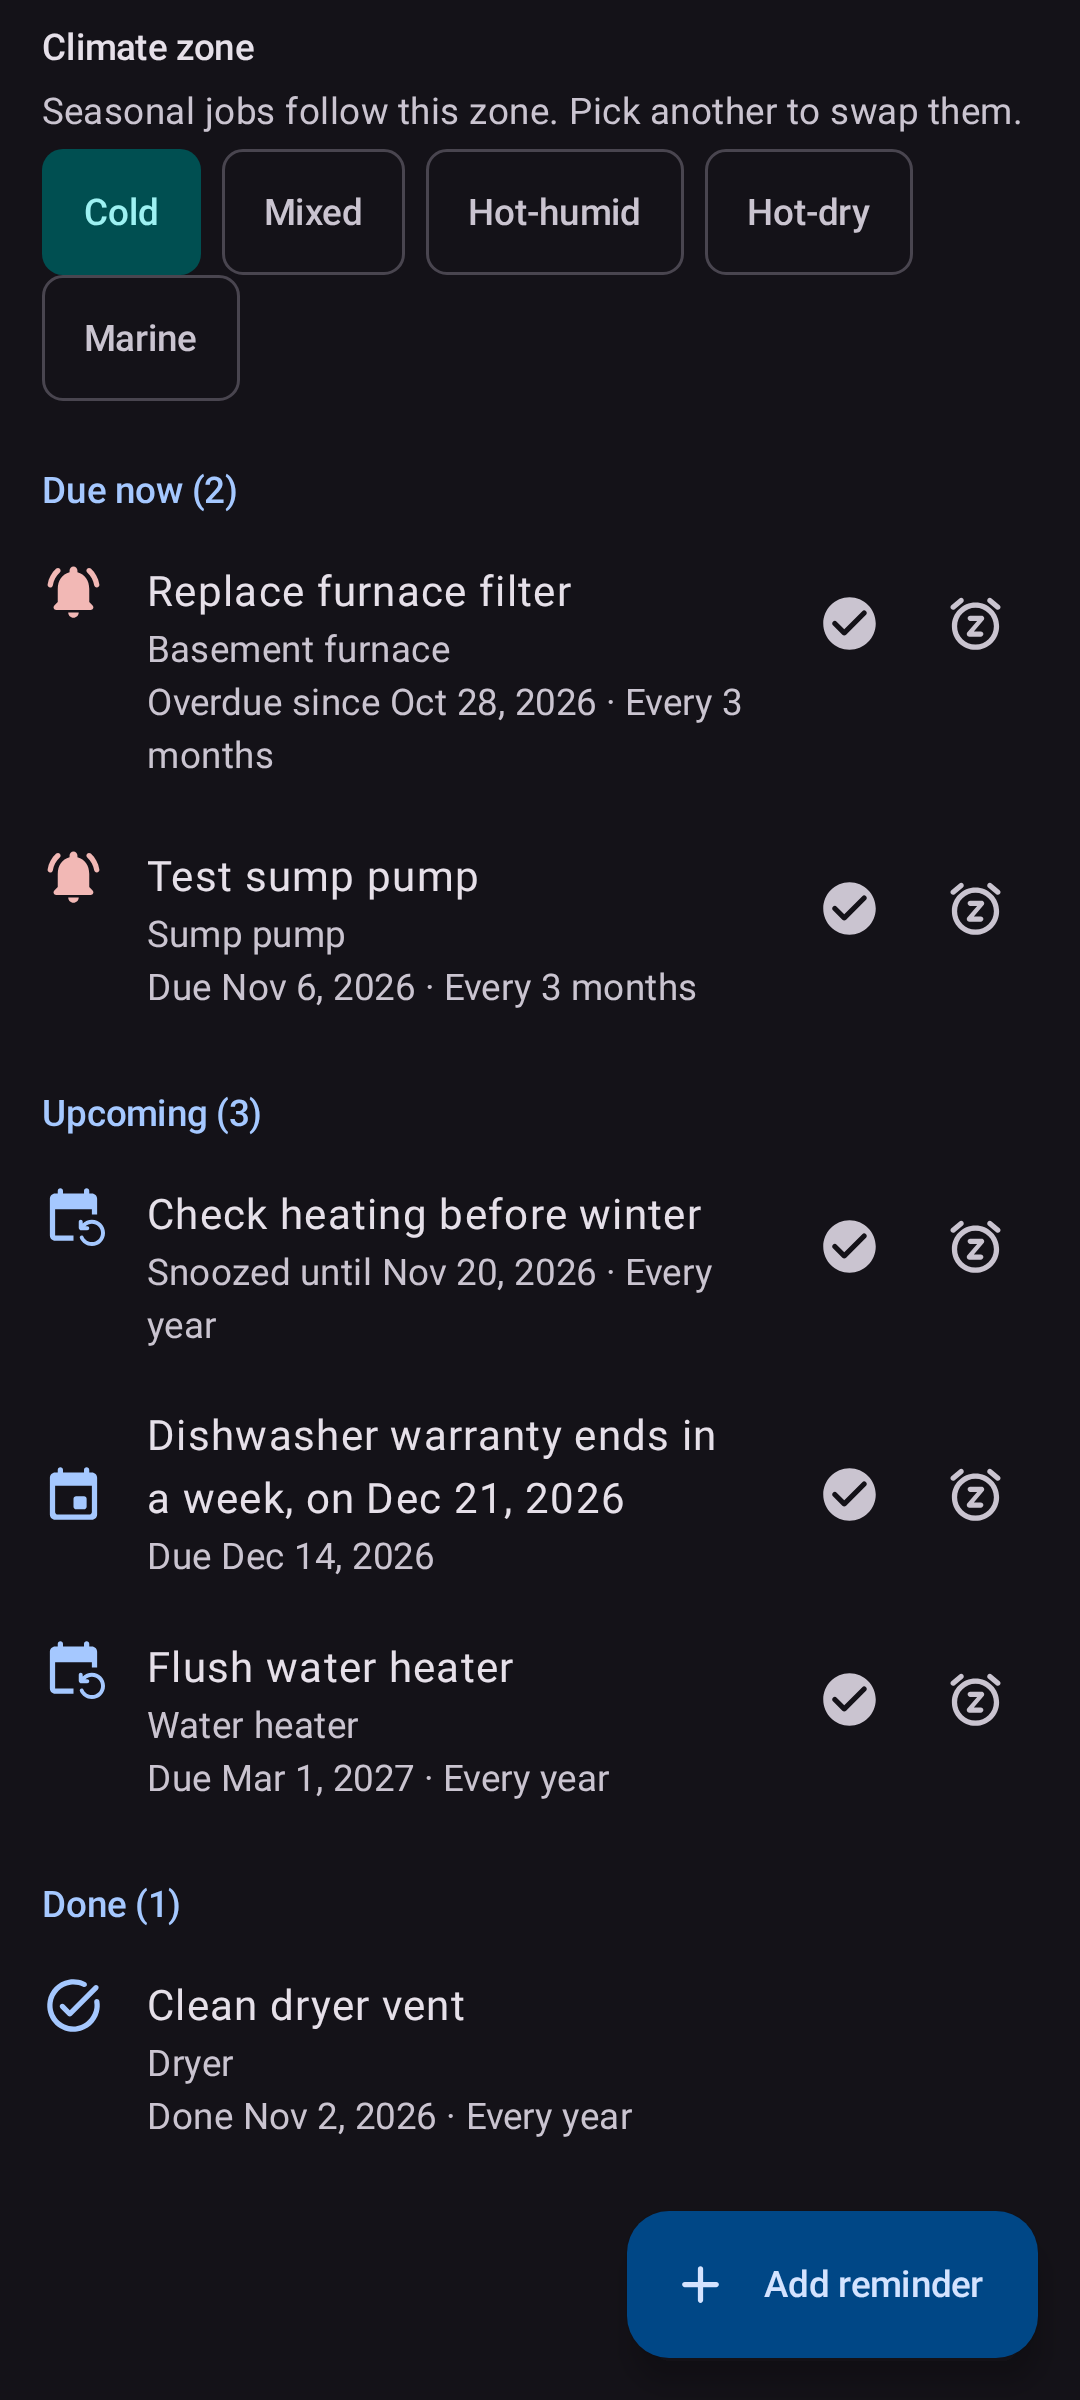 Climate zone
Seasonal jobs follow this zone. Pick another to swap them.
Cold
Mixed
Hot-humid
Hot-dry
Marine
Due now (2)
Replace furnace filter
Basement furnace
Overdue since Oct 28, 2026 · Every 3
months
Test sump pump
Sump pump
Due Nov 6, 2026 · Every 3 months
Upcoming (3)
Check heating before winter
Snoozed until Nov 20, 2026 · Every
year
Dishwasher warranty ends in
a week, on Dec 21, 2026
Due Dec 14, 2026
Flush water heater
Water heater
Due Mar 1, 2027 · Every year
Done (1)
Clean dryer vent
Dryer
Done Nov 2, 2026 · Every year
Add reminder